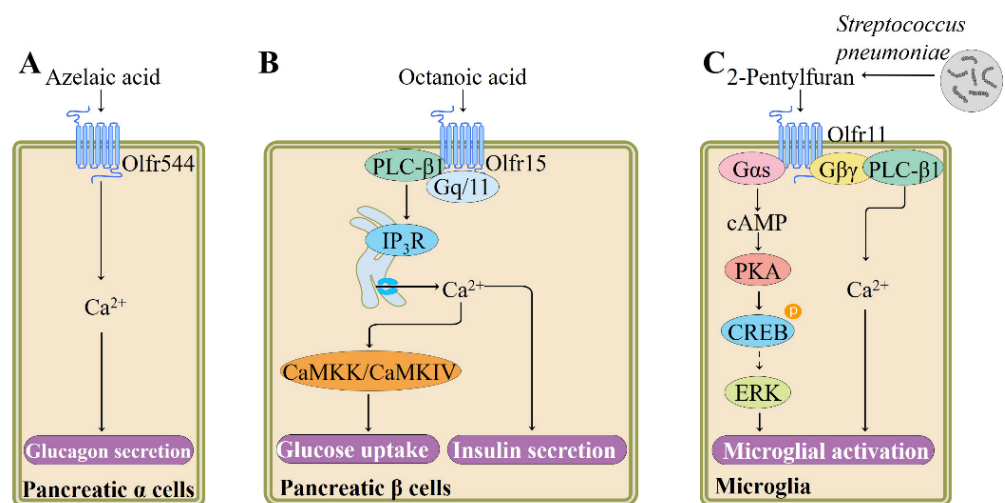 A
Azelaic acid
Olfr544
Ca²⁺
Glucagon secretion
Pancreatic α cells
B
Octanoic acid
PLC-β1
Olfr15
Gq/11
IP₃R
Ca²⁺
CaMKK/CaMKIV
Glucose uptake
Insulin secretion
Pancreatic β cells
C
Streptococcus
pneumoniae
2-Pentylfuran
Olfr11
Gαs
Gβγ
PLC-β1
cAMP
PKA
Ca²⁺
P
CREB
ERK
Microglial activation
Microglia